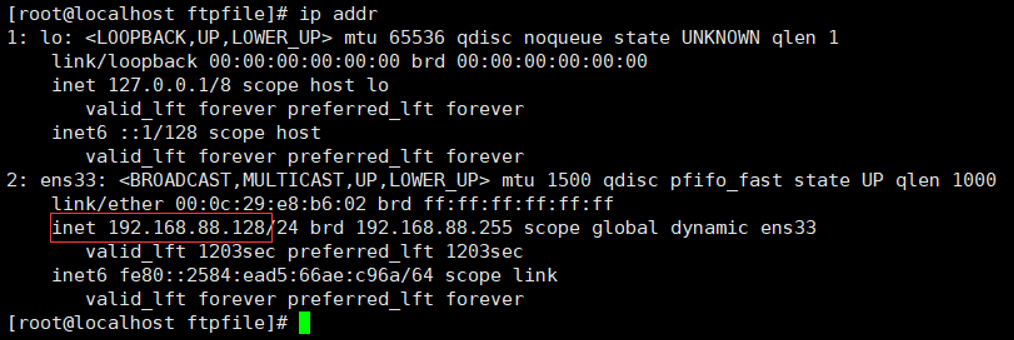 [root@localhost ftpfile]# ip addr
1: lo: <LOOPBACK,UP,LOWER_UP> mtu 65536 qdisc noqueue state UNKNOWN qlen 1
    link/loopback 00:00:00:00:00:00 brd 00:00:00:00:00:00
    inet 127.0.0.1/8 scope host lo
       valid_lft forever preferred_lft forever
    inet6 ::1/128 scope host
       valid_lft forever preferred_lft forever
2: ens33: <BROADCAST,MULTICAST,UP,LOWER_UP> mtu 1500 qdisc pfifo_fast state UP qlen 1000
    link/ether 00:0c:29:e8:b6:02 brd ff:ff:ff:ff:ff:ff
    inet 192.168.88.128/24 brd 192.168.88.255 scope global dynamic ens33
       valid_lft 1203sec preferred_lft 1203sec
    inet6 fe80::2584:ead5:66ae:c96a/64 scope link
       valid_lft forever preferred_lft forever
[root@localhost ftpfile]#